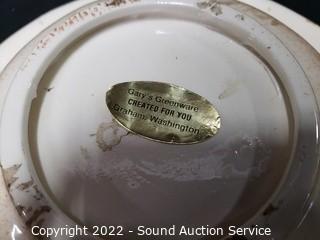 Gary's Greenware
CREATED FOR YOU
Graham, Washington
Copyright 2022 - Sound Auction Service